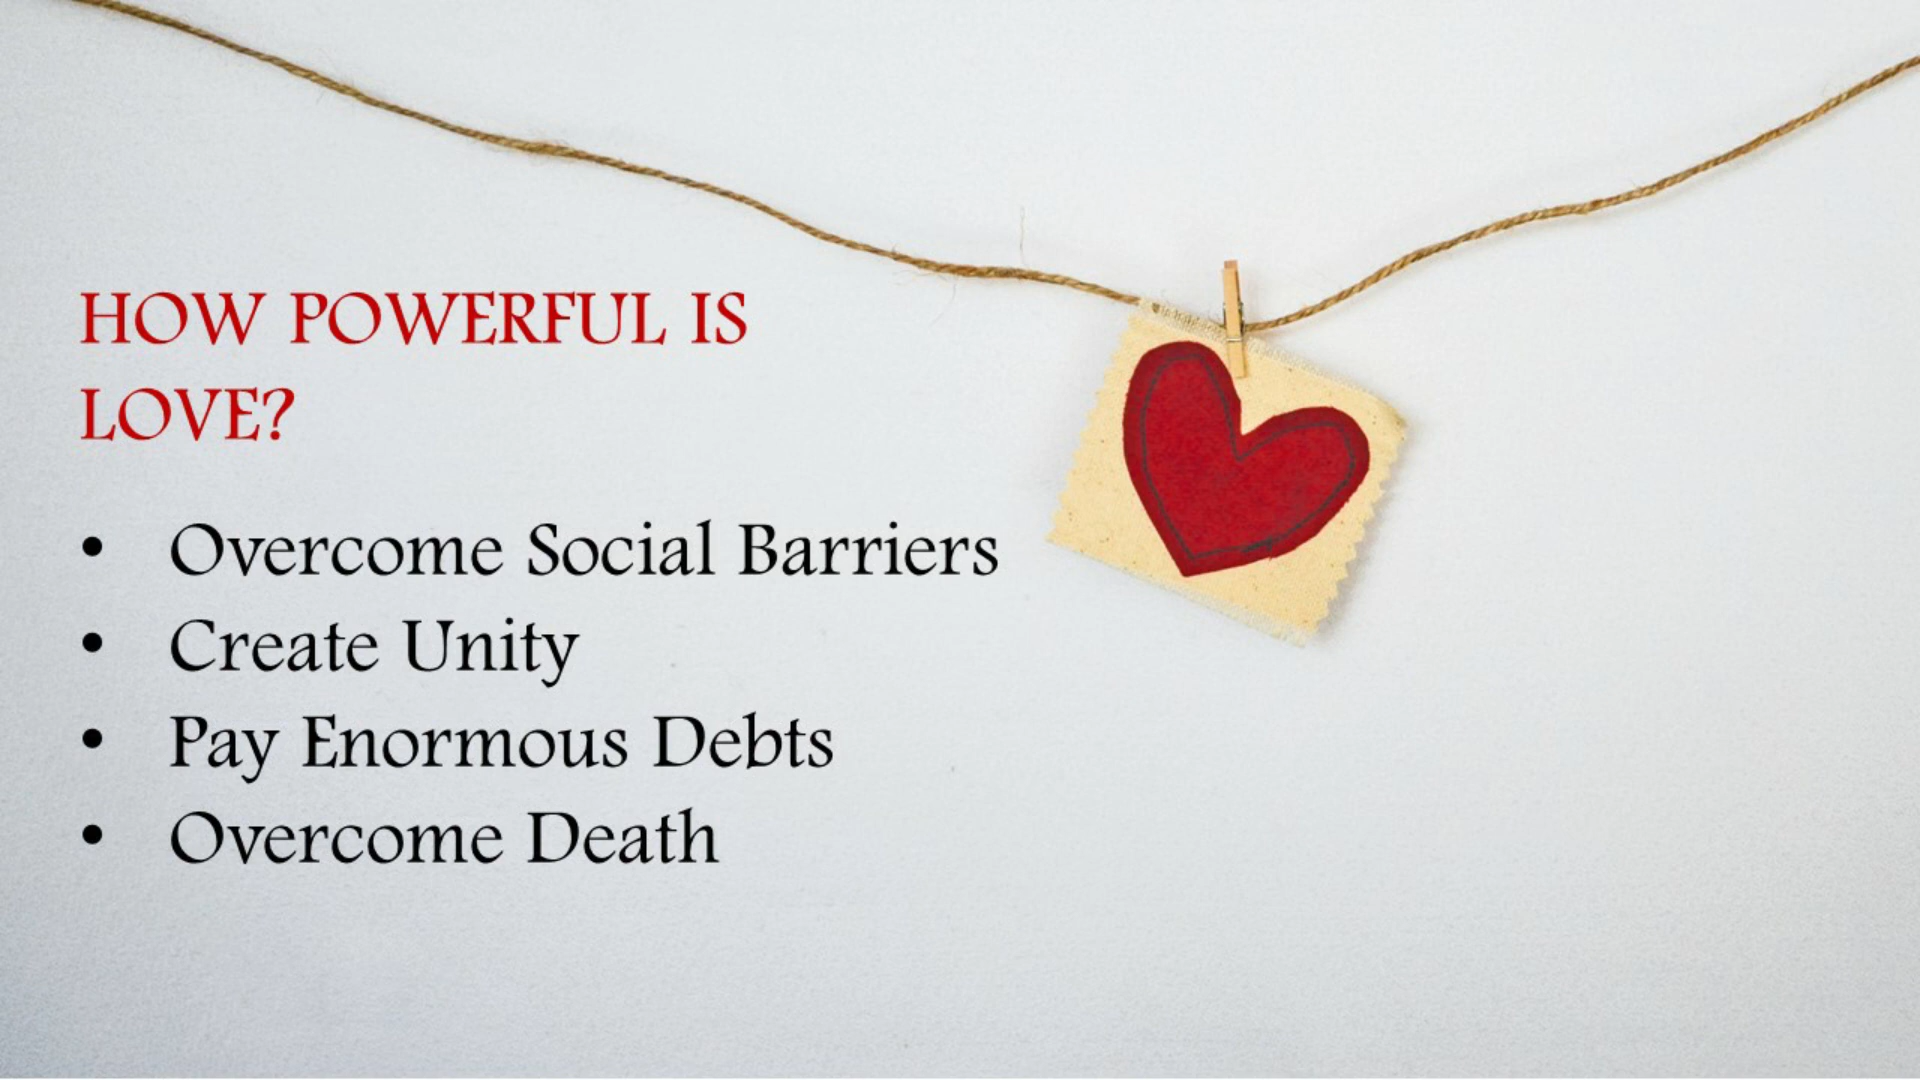 HOW POWERFUL IS
LOVE?
• Overcome Social Barriers
• Create Unity
• Pay Enormous Debts
• Overcome Death